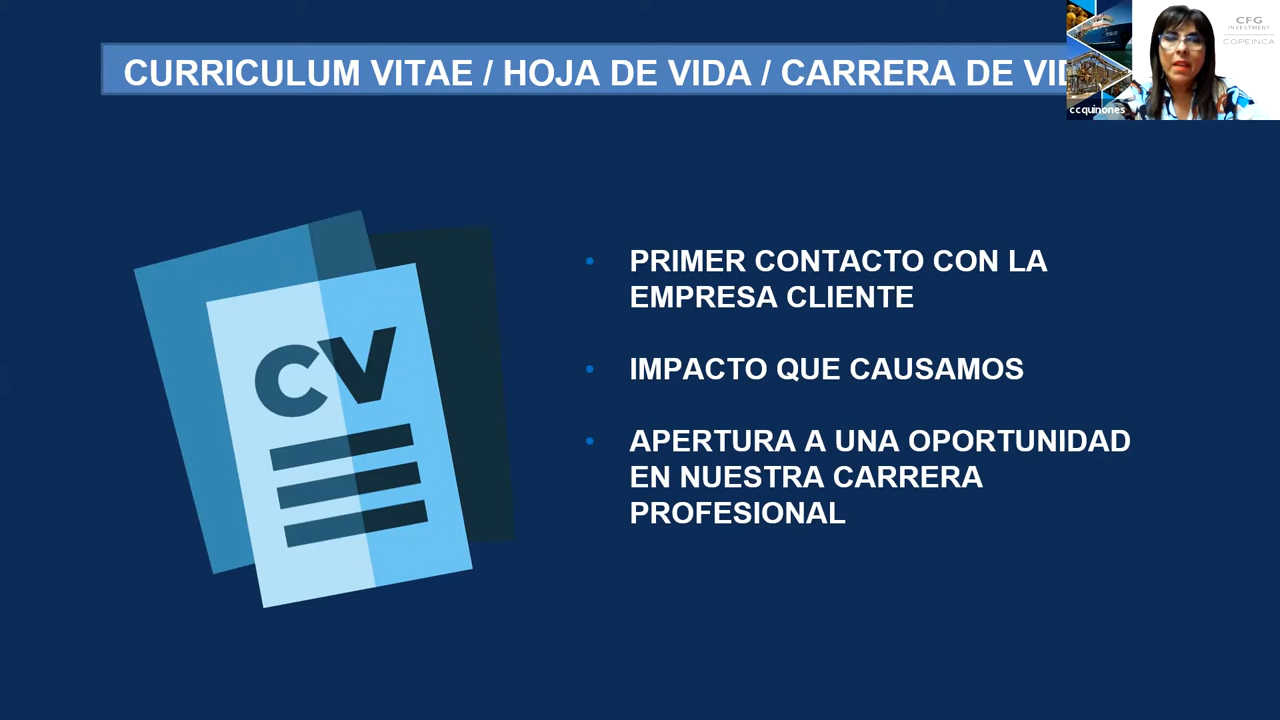 CURRICULUM VITAE / HOJA DE VIDA / CARRERA DE
CFG
INVESTMENT
COPEINCA
ccquinones
PRIMER CONTACTO CON LA
EMPRESA CLIENTE
IMPACTO QUE CAUSAMOS
APERTURA A UNA OPORTUNIDAD
EN NUESTRA CARRERA
PROFESIONAL
CV